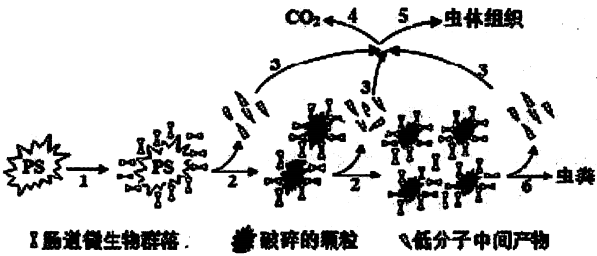 CO₂ 4 5 虫体组织
3 3 3
PS 1 PS 2 2 6 虫粪
肠道微生物群落. 破碎的颗粒 低分子中间产物